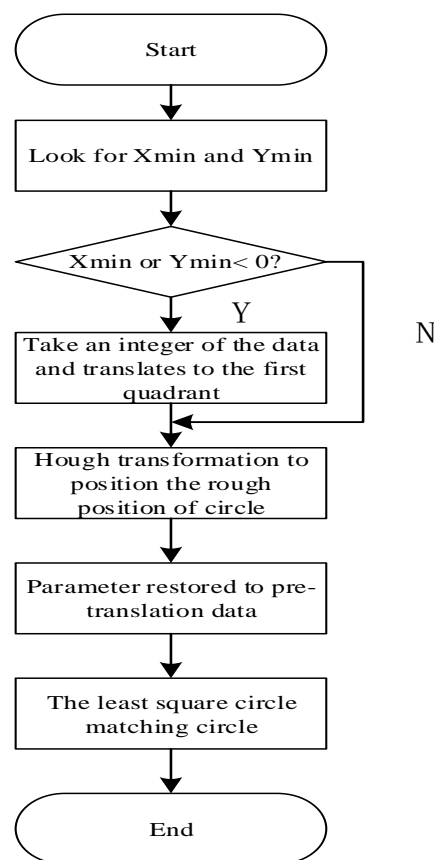 Start
Look for Xmin and Ymin
Xmin or Ymin< 0?
Y
N
Take an integer of the data
and translates to the first
quadrant
Hough transformation to
position the rough
position of circle
Parameter restored to pre-
translation data
The least square circle
matching circle
End